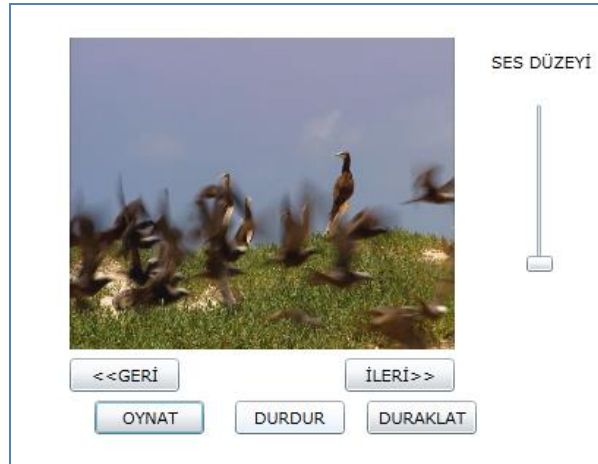 SES DÜZEYİ
<<GERİ
İLERİ>>
OYNAT
DURDUR
DURAKLAT